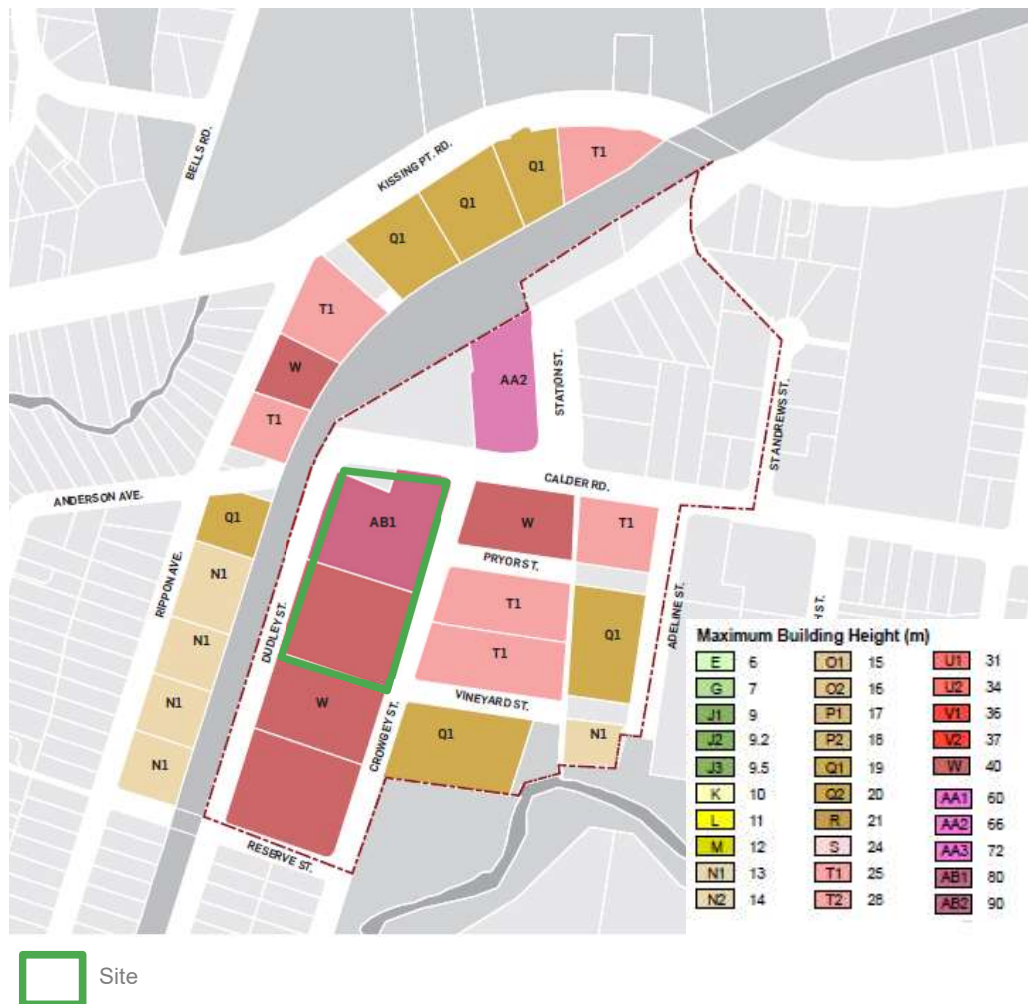 BELLS RD.
KISSING PT. RD.
T1
Q1
Q1
Q1
T1
W
T1
AA2
STATION ST.
ST ANDREWS ST.
ANDERSON AVE.
CALDER RD.
Q1
AB1
W
T1
PRYOR ST.
N1
RIPPON AVE.
DUDLEY ST.
T1
Q1
ADELINE ST.
H ST.
N1
T1
VINEYARD ST.
W
CROWGEY ST.
N1
Q1
N1
N1
RESERVE ST.
Maximum Building Height (m)
E 6
G 7
J1 9
J2 9.2
J3 9.5
K 10
L 11
M 12
N1 13
N2 14
O1 15
O2 16
P1 17
P2 18
Q1 19
Q2 20
R 21
S 24
T1 25
T2 28
U1 31
U2 34
V1 36
V2 37
W 40
AA1 60
AA2 66
AA3 72
AB1 80
AB2 90
Site